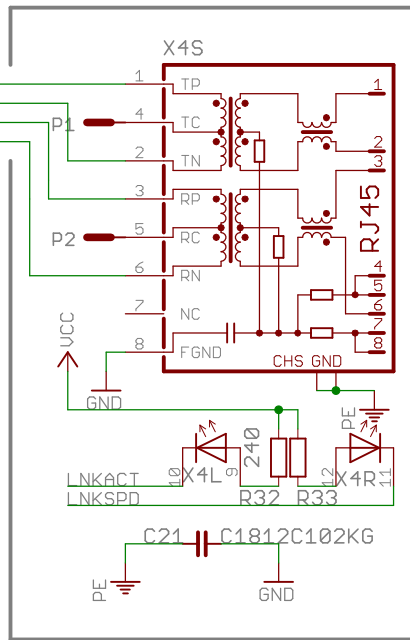 X4S
1 TP
1
P1
4 TC
2 TN
2
3
3 RP
RJ45
P2
5 RC
4
5
6 RN
6
7 NC
7
VCC
8 FGND
8
CHS GND
GND
PE
240
10 X4L 9
12 X4R 11
LNKACT
LNKSPD
R32 R33
C21 C1812C102KG
PE
GND